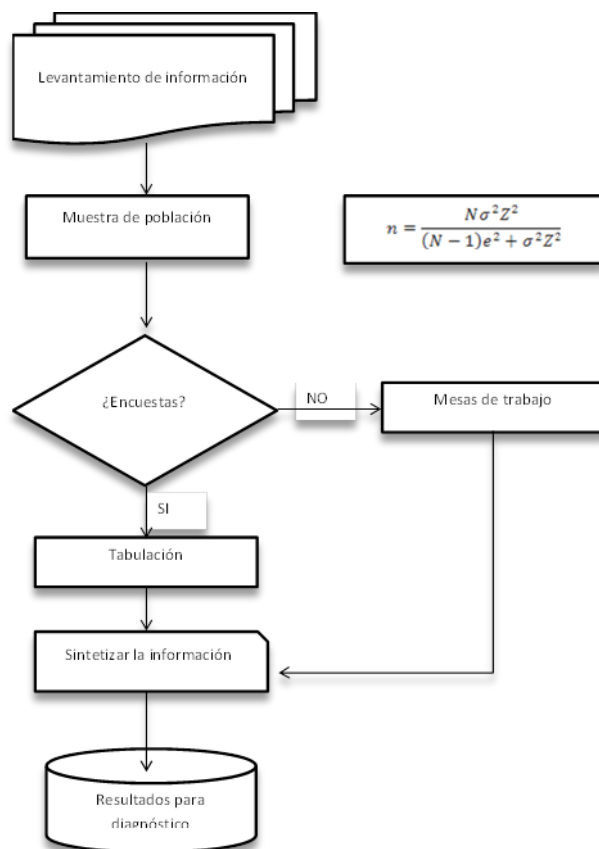 Levantamiento de información
Muestra de población
n = \frac{Nσ²Z²}{(N − 1)e² + σ²Z²}
¿Encuestas?
NO
Mesas de trabajo
SI
Tabulación
Sintetizar la información
Resultados para
diagnóstico